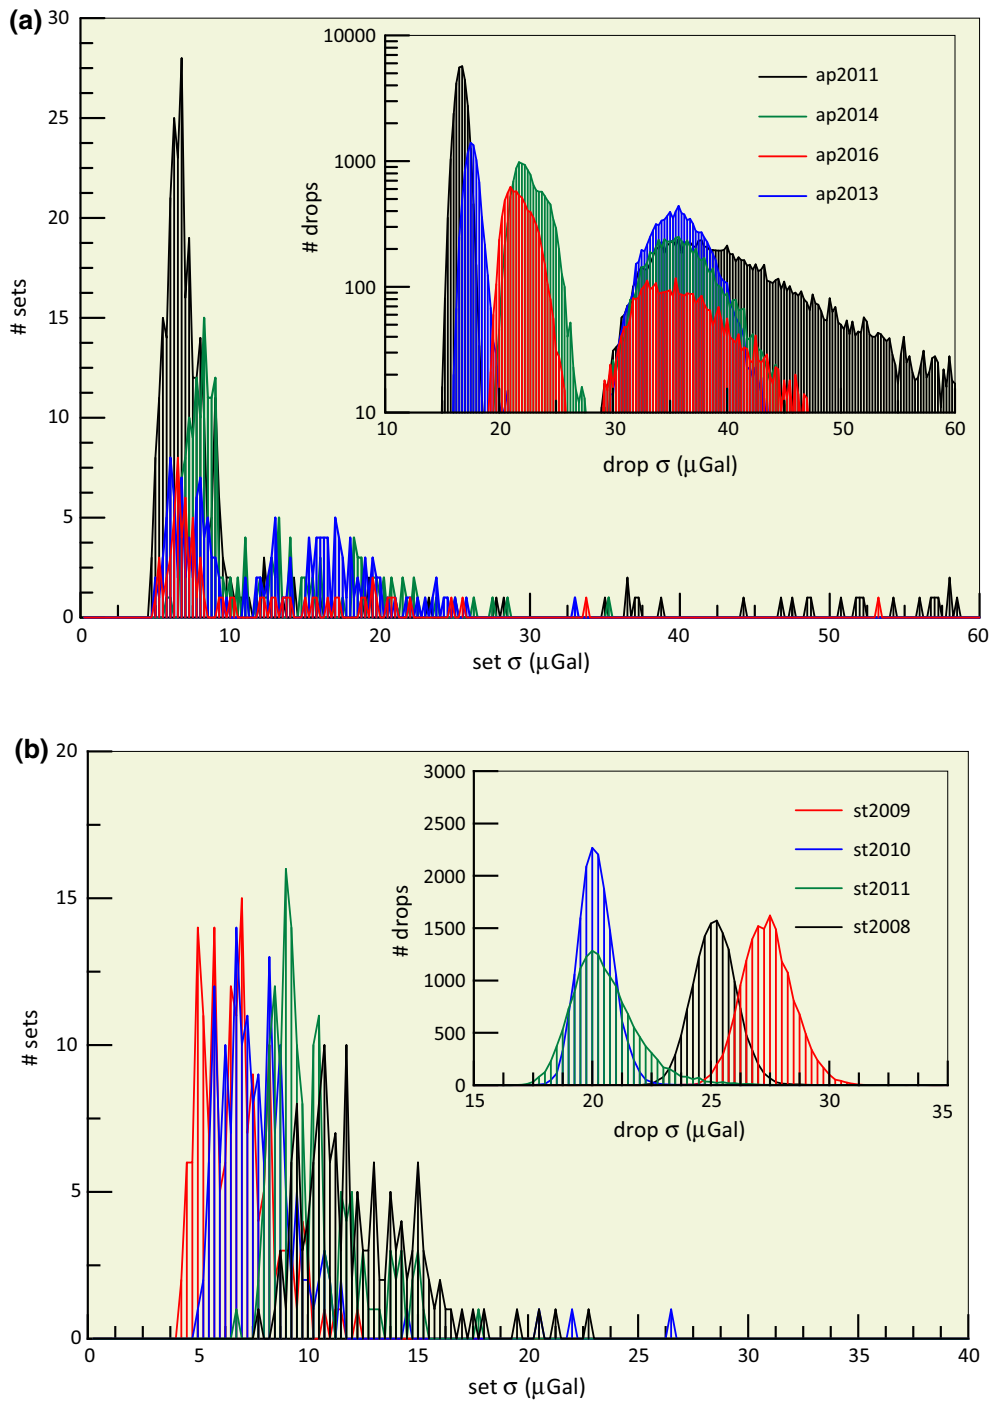 (a)
30
25
20
15
10
5
0
# sets
0 10 20 30 40 50 60
set σ (μGal)
10000
1000
100
10
# drops
10 20 30 40 50 60
drop σ (μGal)
ap2011
ap2014
ap2016
ap2013
(b)
20
15
10
5
0
# sets
0 5 10 15 20 25 30 35 40
set σ (μGal)
3000
2500
2000
1500
1000
500
0
# drops
15 20 25 30 35
drop σ (μGal)
st2009
st2010
st2011
st2008